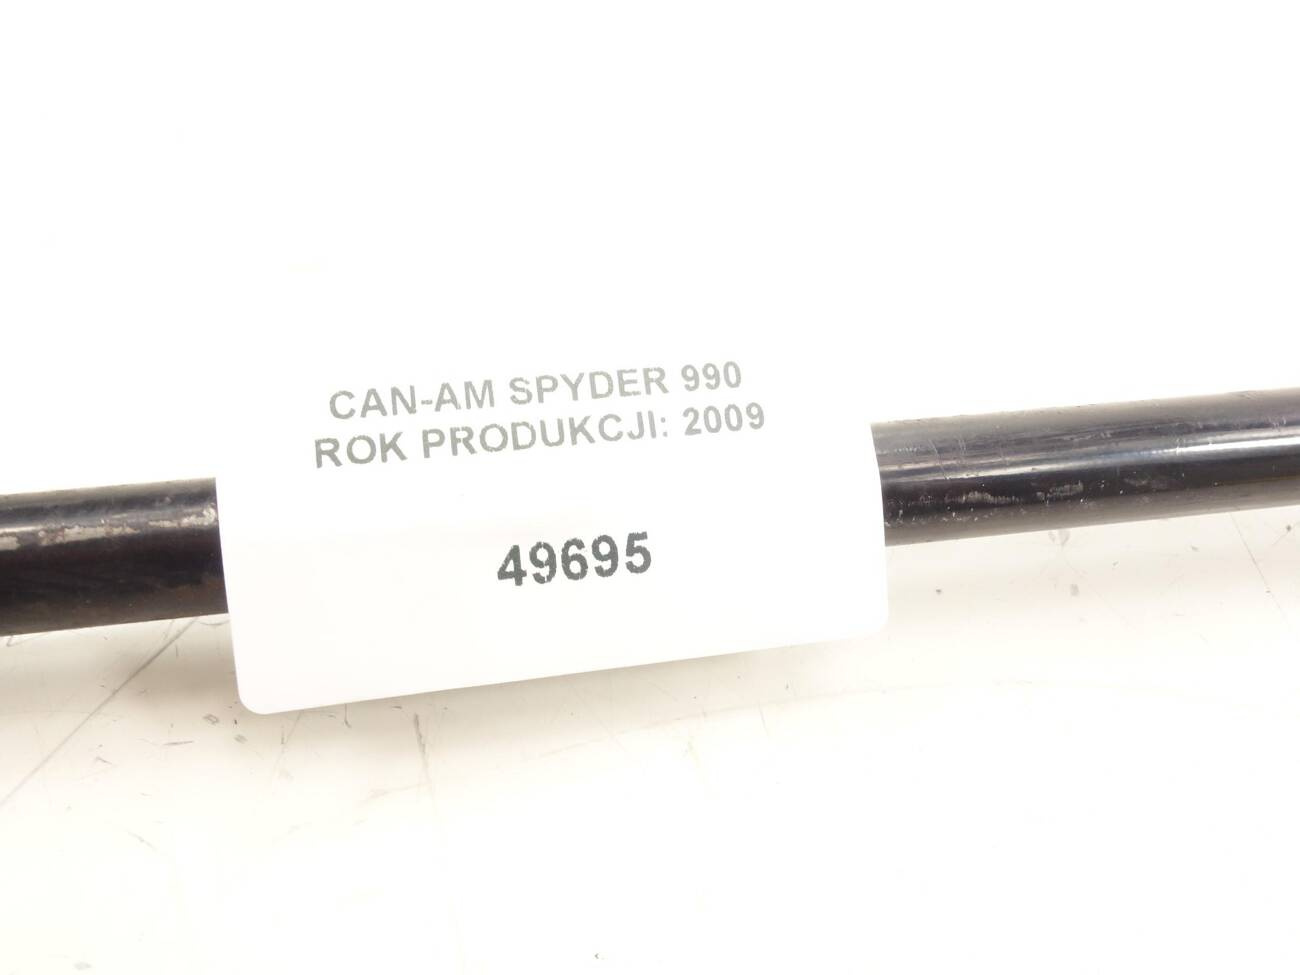 CAN-AM SPYDER 990
ROK PRODUKCJI: 2009
49695